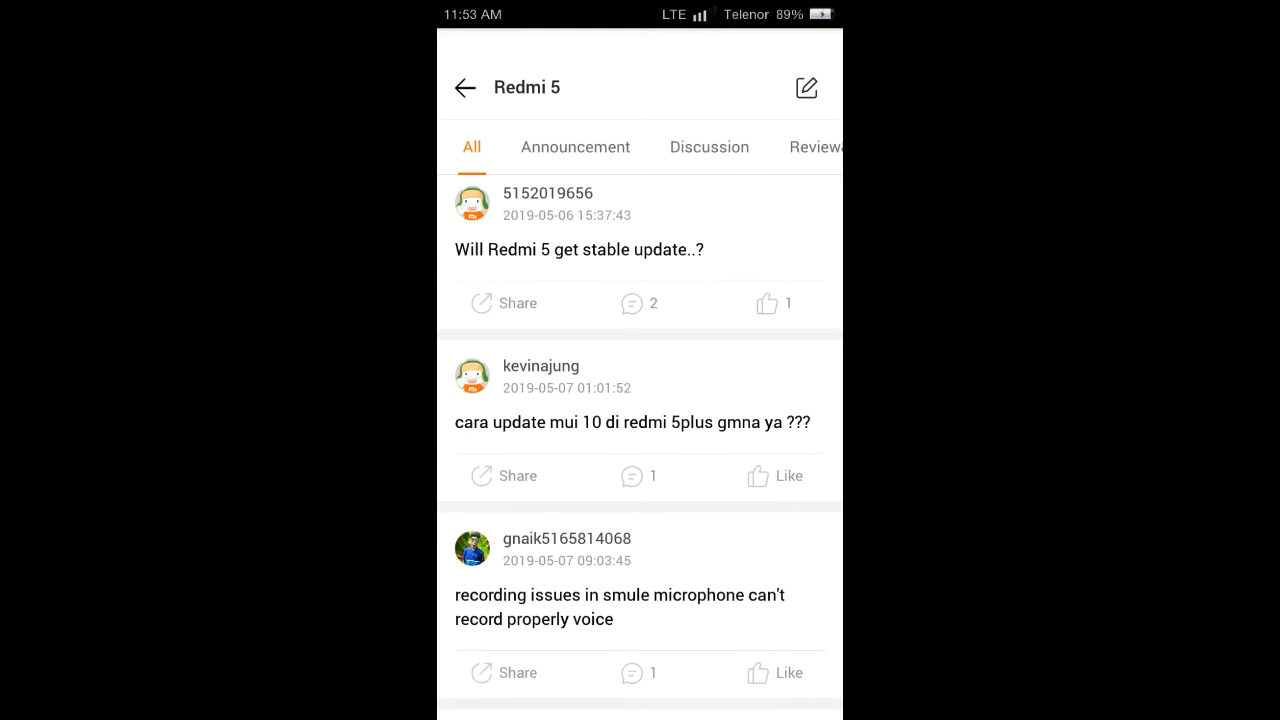 11:53 AM LTE Telenor 89%
Redmi 5
All Announcement Discussion Review
5152019656
2019-05-06 15:37:43
Will Redmi 5 get stable update..?
Share 2 1
kevinajung
2019-05-07 01:01:52
cara update mui 10 di redmi 5plus gmna ya ???
Share 1 Like
gnaik5165814068
2019-05-07 09:03:45
recording issues in smule microphone can't
record properly voice
Share 1 Like